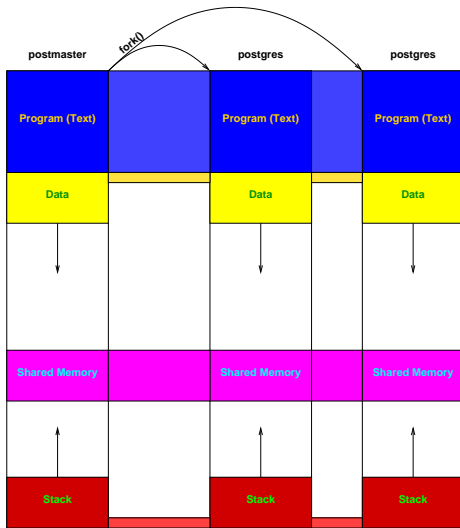 fork()
postmaster postgres postgres
Program (Text) Program (Text) Program (Text)
Data Data Data
Shared Memory Shared Memory Shared Memory
Stack Stack Stack